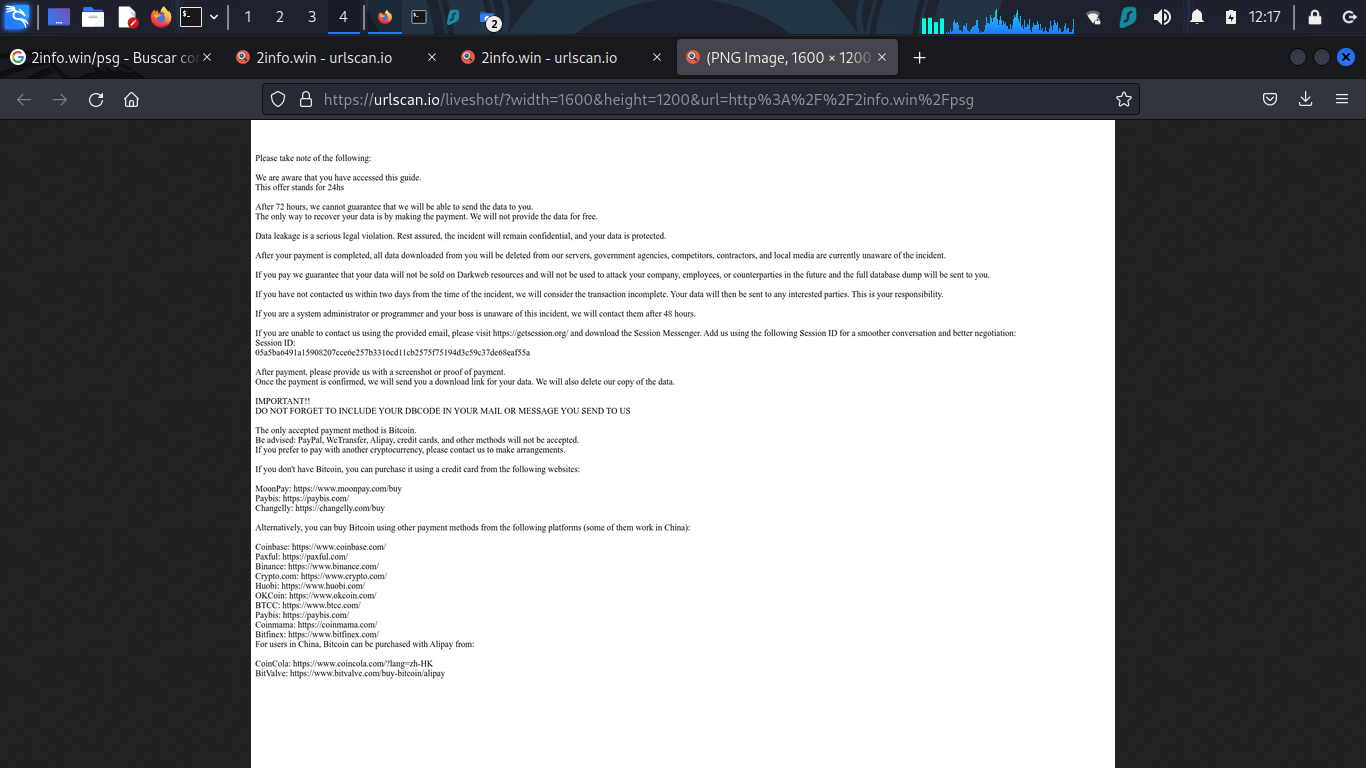 1 2 3 4 2 12:17
2info.win/psg - Buscar co
2info.win - urlscan.io
2info.win - urlscan.io
(PNG Image, 1600 × 1200
https://urlscan.io/liveshot/?width=1600&height=1200&url=http%3A%2F%2F2info.win%2Fpsg
Please take note of the following:
We are aware that you have accessed this guide.
This offer stands for 24hs
After 72 hours, we cannot guarantee that we will be able to send the data to you.
The only way to recover your data is by making the payment. We will not provide the data for free.
Data leakage is a serious legal violation. Rest assured, the incident will remain confidential, and your data is protected.
After your payment is completed, all data downloaded from you will be deleted from our servers, government agencies, competitors, contractors, and local media are currently unaware of the incident.
If you pay we guarantee that your data will not be sold on Darkweb resources and will not be used to attack your company, employees, or counterparties in the future and the full database dump will be sent to you.
If you have not contacted us within two days from the time of the incident, we will consider the transaction incomplete. Your data will then be sent to any interested parties. This is your responsibility.
If you are a system administrator or programmer and your boss is unaware of this incident, we will contact them after 48 hours.
If you are unable to contact us using the provided email, please visit https://getsession.org/ and download the Session Messenger. Add us using the following Session ID for a smoother conversation and better negotiation:
Session ID:
05a5ba6491a15908207cce6e257b3316cd11cb2575f75194d3c59c37de68eaf55a
After payment, please provide us with a screenshot or proof of payment.
Once the payment is confirmed, we will send you a download link for your data. We will also delete our copy of the data.
IMPORTANT!!
DO NOT FORGET TO INCLUDE YOUR DBCODE IN YOUR MAIL OR MESSAGE YOU SEND TO US
The only accepted payment method is Bitcoin.
Be advised: PayPal, WeTransfer, Alipay, credit cards, and other methods will not be accepted.
If you prefer to pay with another cryptocurrency, please contact us to make arrangements.
If you don't have Bitcoin, you can purchase it using a credit card from the following websites:
MoonPay: https://www.moonpay.com/buy
Paybis: https://paybis.com/
Changelly: https://changelly.com/buy
Alternatively, you can buy Bitcoin using other payment methods from the following platforms (some of them work in China):
Coinbase: https://www.coinbase.com/
Paxful: https://paxful.com/
Binance: https://www.binance.com/
Crypto.com: https://www.crypto.com/
Huobi: https://www.huobi.com/
OKCoin: https://www.okcoin.com/
BTCC: https://www.btcc.com/
Paybis: https://paybis.com/
Coinmama: https://coinmama.com/
Bitfinex: https://www.bitfinex.com/
For users in China, Bitcoin can be purchased with Alipay from:
CoinCola: https://www.coincola.com/?lang=zh-HK
BitValve: https://www.bitvalve.com/buy-bitcoin/alipay